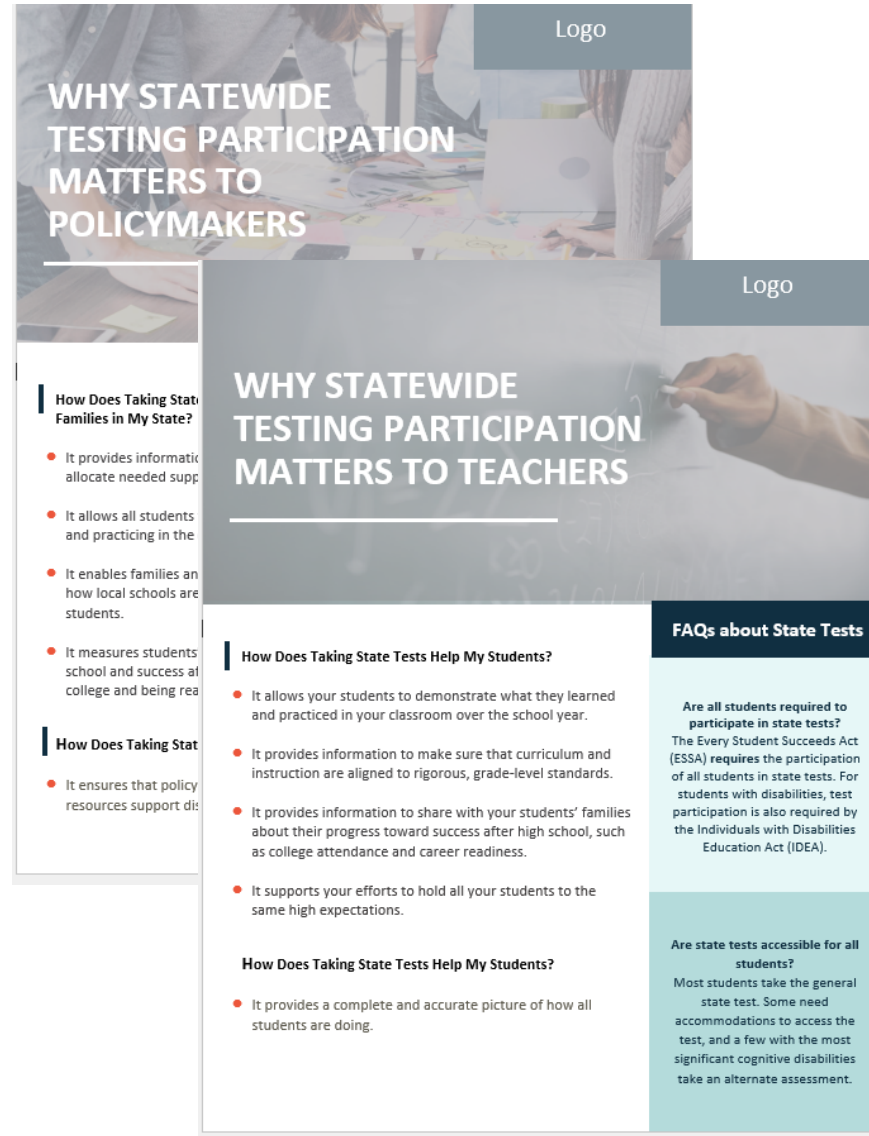 Logo
WHY STATEWIDE
TESTING PARTICIPATION
MATTERS TO
POLICYMAKERS
How Does Taking
Families in My State?
It provides
allocate needed
It allows all students
and practicing in the
It enables families
how local schools are
students.
It measures students
school and success
college and being
How Does Taking
It ensures that policy
resources support
Logo
WHY STATEWIDE
TESTING PARTICIPATION
MATTERS TO TEACHERS
How Does Taking State Tests Help My Students?
It allows your students to demonstrate what they learned
and practiced in your classroom over the school year.
It provides information to make sure that curriculum and
instruction are aligned to rigorous, grade-level standards.
It provides information to share with your students’ families
about their progress toward success after high school, such
as college attendance and career readiness.
It supports your efforts to hold all your students to the
same high expectations.
How Does Taking State Tests Help My Students?
It provides a complete and accurate picture of how all
students are doing.
FAQs about State Tests
Are all students required to
participate in state tests?
The Every Student Succeeds Act
(ESSA) requires the participation
of all students in state tests. For
students with disabilities, test
participation is also required by
the Individuals with Disabilities
Education Act (IDEA).
Are state tests accessible for all
students?
Most students take the general
state test. Some need
accommodations to access the
test, and a few with the most
significant cognitive disabilities
take an alternate assessment.